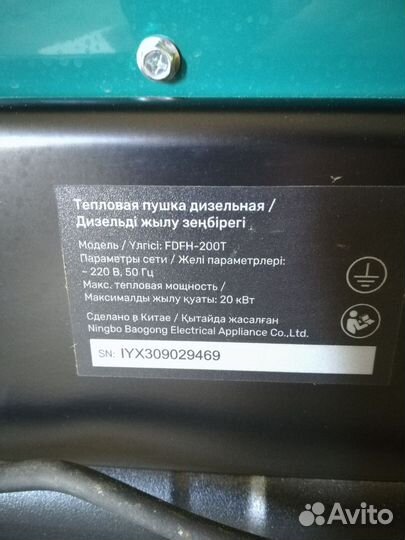 Тепловая пушка дизельная /
Дизельді жылу зеңбірегі
Модель / Үлгісі: FDFH-200T
Параметры сети / Желі параметрлері:
~ 220 В, 50 Гц
Макс. тепловая мощность /
Максималды жылу қуаты: 20 кВт
Сделано в Китае / Қытайда жасалған
Ningbo Baogong Electrical Appliance Co.,Ltd.
SN: IYX309029469
Avito